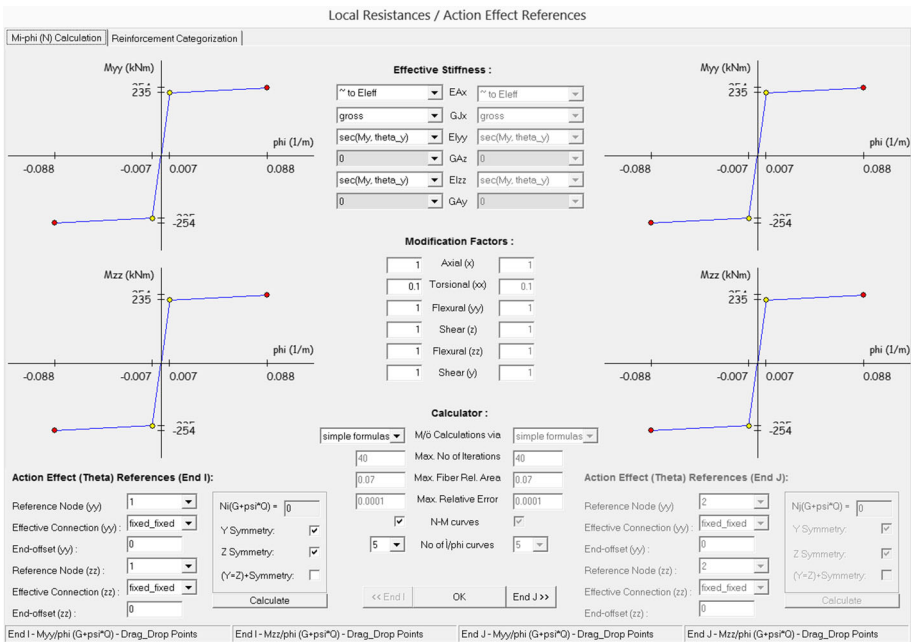 Local Resistances / Action Effect References
Mi-phi (N) Calculation Reinforcement Categorization
Myy (kNm)
235
phi (1/m)
-0.088 -0.007 0.007 0.088
-254
Mzz (kNm)
235
phi (1/m)
-0.088 -0.007 0.007 0.088
-254
Effective Stiffness :
~ to EIeff EAx ~ to EIeff
gross GJx gross
sec(My, theta_y) EIyy sec(My, theta_y)
0 GAz 0
sec(My, theta_y) EIzz sec(My, theta_y)
0 GAy 0
Modification Factors :
1 Axial (x) 1
0.1 Torsional (xx) 0.1
1 Flexural (yy) 1
1 Shear (z) 1
1 Flexural (zz) 1
1 Shear (y) 1
Calculator :
simple formulas M/ö Calculations via simple formulas
40 Max. No of Iterations 40
0.07 Max. Fiber Rel. Area 0.07
0.0001 Max. Relative Error 0.0001
N-M curves
5 No of Ì/phi curves 5
<< End I OK End J >>
Myy (kNm)
235
phi (1/m)
-0.088 -0.007 0.007 0.088
-254
Mzz (kNm)
235
phi (1/m)
-0.088 -0.007 0.007 0.088
-254
Action Effect (Theta) References (End I):
Reference Node (yy) 1
Effective Connection (yy) : fixed_fixed
End-offset (yy) : 0
Reference Node (zz) : 1
Effective Connection (zz) : fixed_fixed
End-offset (zz) : 0
Ni(G+psi*Q) = 0
Y Symmetry:
Z Symmetry:
(Y=Z)+Symmetry:
Calculate
Action Effect (Theta) References (End J):
Reference Node (yy) 2
Effective Connection (yy) : fixed_fixed
End-offset (yy) : 0
Reference Node (zz) : 2
Effective Connection (zz) : fixed_fixed
End-offset (zz) : 0
Nj(G+psi*Q) = 0
Y Symmetry:
Z Symmetry:
(Y=Z)+Symmetry:
Calculate
End I - Myy/phi (G+psi*Q) - Drag_Drop Points End I - Mzz/phi (G+psi*Q) - Drag_Drop Points End J - Myy/phi (G+psi*Q) - Drag_Drop Points End J - Mzz/phi (G+psi*Q) - Drag_Drop Points